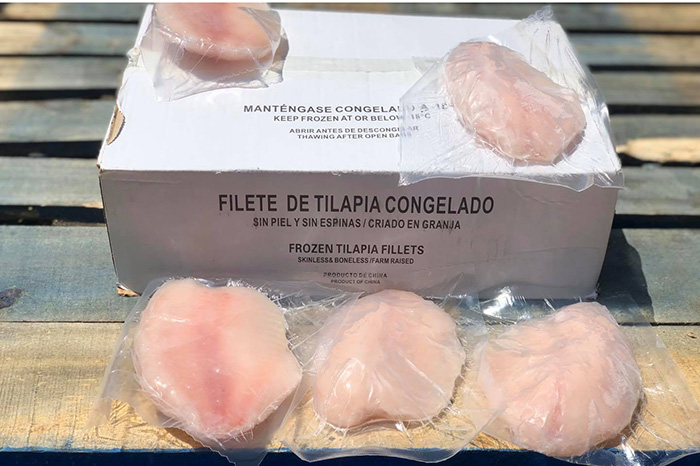 MANTÉNGASE CONGELADO A -18
KEEP FROZEN AT OR BELOW -18°C
ABRIR ANTES DE DESCONGELAR
THAWING AFTER OPEN BAGS
FILETE DE TILAPIA CONGELADO
SIN PIEL Y SIN ESPINAS / CRIADO EN GRANJA
FROZEN TILAPIA FILLETS
SKINLESS& BONELESS /FARM RAISED
PRODUCTO DE CHINA
PRODUCT OF CHINA